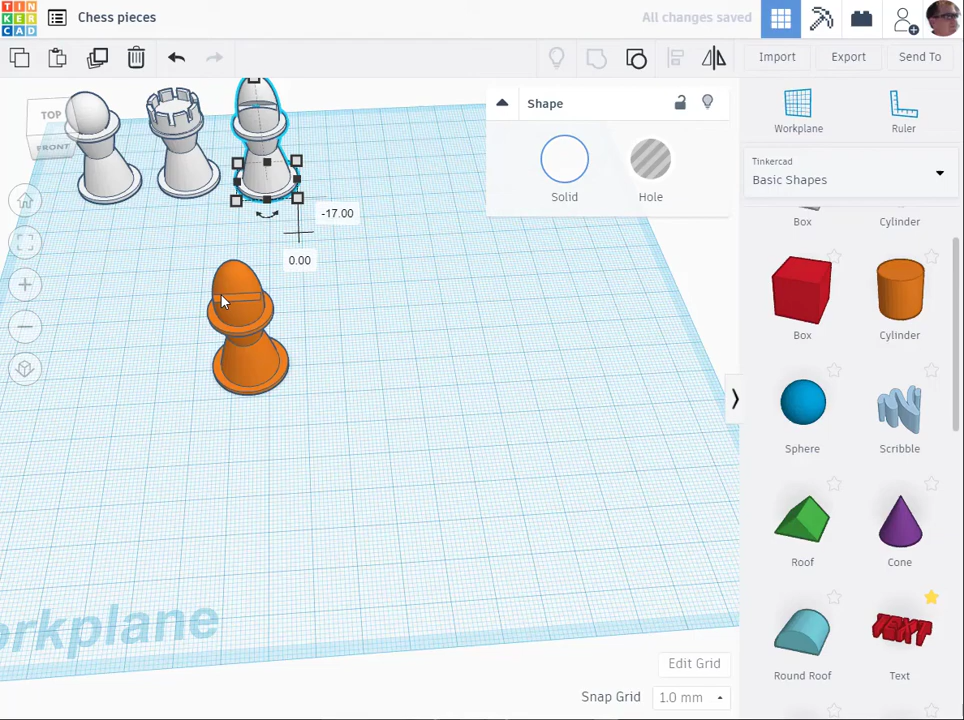 TIN
KER
CAD
Chess pieces
All changes saved
Import
Export
Send To
TOP
FRONT
Shape
Solid
Hole
Workplane
Ruler
Tinkercad
Basic Shapes
-17.00
0.00
Box
Cylinder
Box
Cylinder
Sphere
Scribble
Roof
Cone
TEXT
Round Roof
Text
orkplane
Edit Grid
Snap Grid
1.0 mm